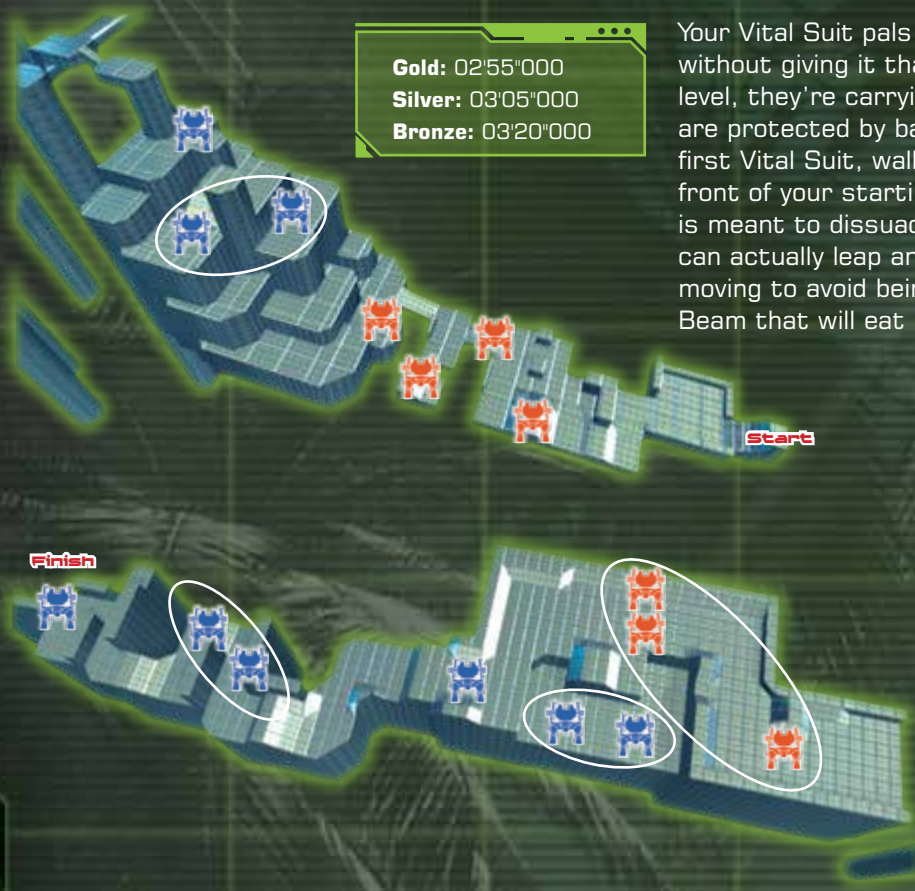 Gold: 02'55"000
Silver: 03'05"000
Bronze: 03'20"000
Your Vital Suit pals
without giving it tha
level, they're carryi
are protected by ba
first Vital Suit, wall
front of your starti
is meant to dissuad
can actually leap an
moving to avoid bein
Beam that will eat
Start
Finish